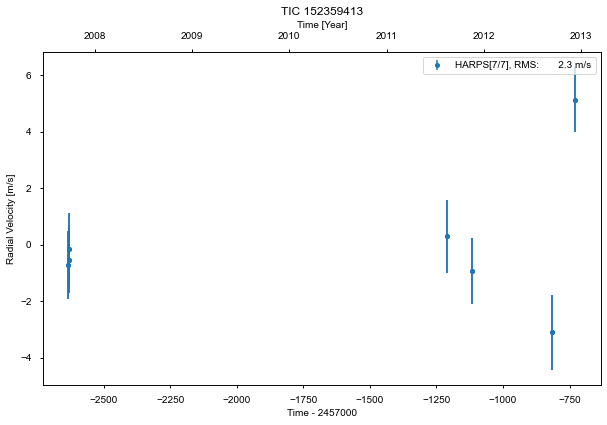 TIC 152359413
Time [Year]
2008 2009 2010 2011 2012 2013
HARPS[7/7], RMS: 2.3 m/s
Radial Velocity [m/s]
6
4
2
0
−2
−4
−2500 −2250 −2000 −1750 −1500 −1250 −1000 −750
Time - 2457000